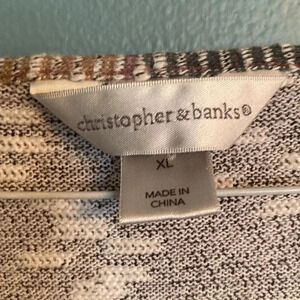 christopher & banks®
XL
MADE IN
CHINA